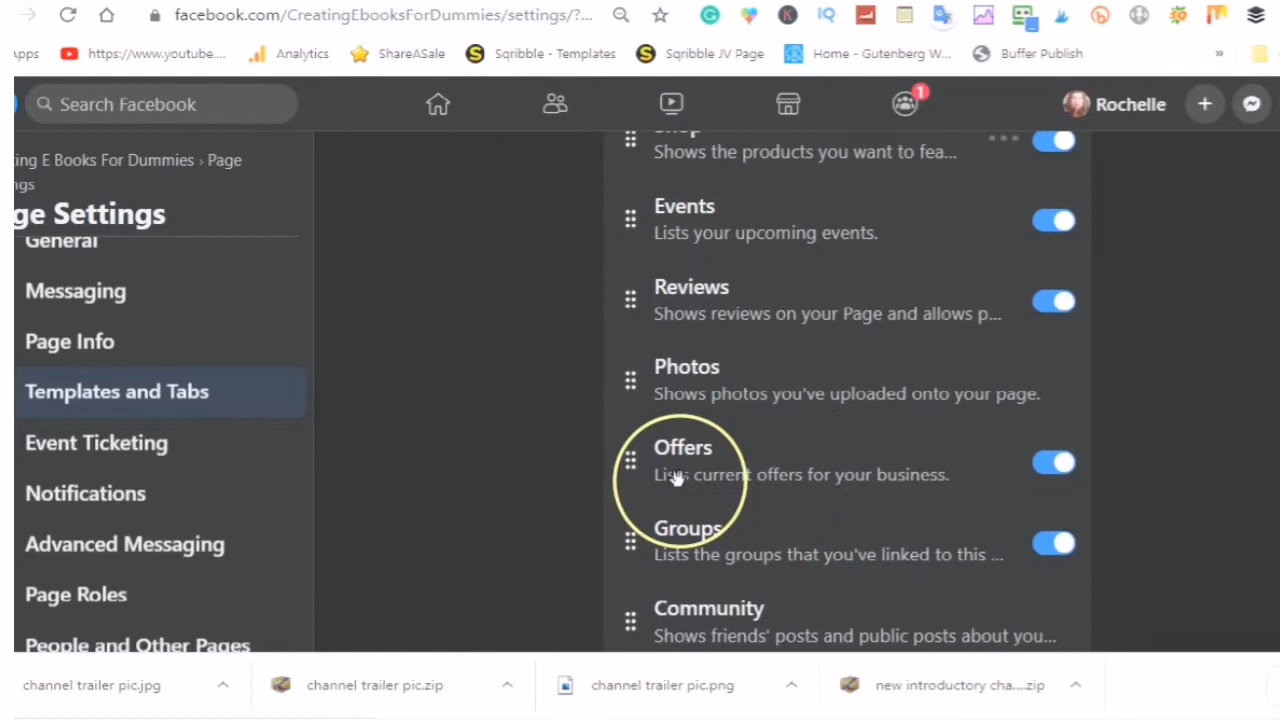 facebook.com/CreatingEbooksForDummies/settings/?...
Apps
https://www.youtube....
Analytics
ShareASale
Sqribble - Templates
Sqribble JV Page
Home - Gutenberg W...
Buffer Publish
»
Search Facebook
1
Rochelle
ing E Books For Dummies › Page
ngs
ge Settings
General
Messaging
Page Info
Templates and Tabs
Event Ticketing
Notifications
Advanced Messaging
Page Roles
People and Other Pages
Shop
Shows the products you want to fea...
Events
Lists your upcoming events.
Reviews
Shows reviews on your Page and allows p...
Photos
Shows photos you've uploaded onto your page.
Offers
Lists current offers for your business.
Groups
Lists the groups that you've linked to this ...
Community
Shows friends' posts and public posts about you...
channel trailer pic.jpg
channel trailer pic.zip
channel trailer pic.png
new introductory cha....zip